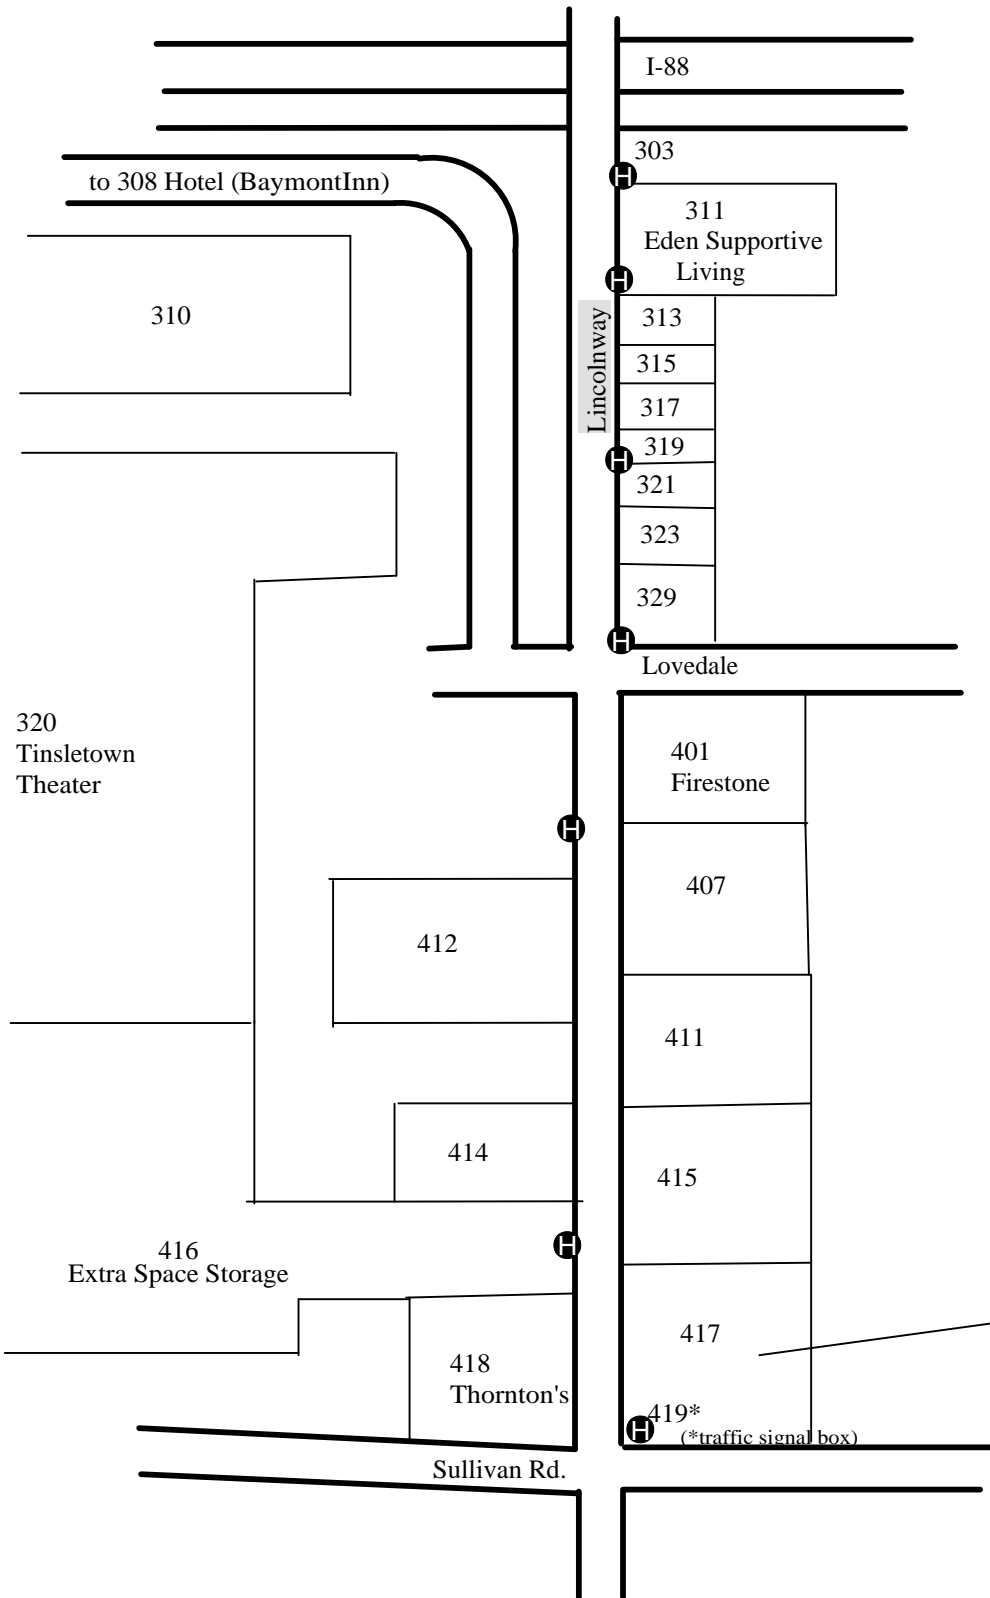 I-88
303
H
to 308 Hotel (BaymontInn)
311
Eden Supportive
Living
H
310
Lincolnway
313
315
317
319
H
321
323
329
H
Lovedale
320
Tinsletown
Theater
401
Firestone
H
407
412
411
414
415
H
416
Extra Space Storage
417
418
Thornton's
H
419*
(*traffic signal box)
Sullivan Rd.